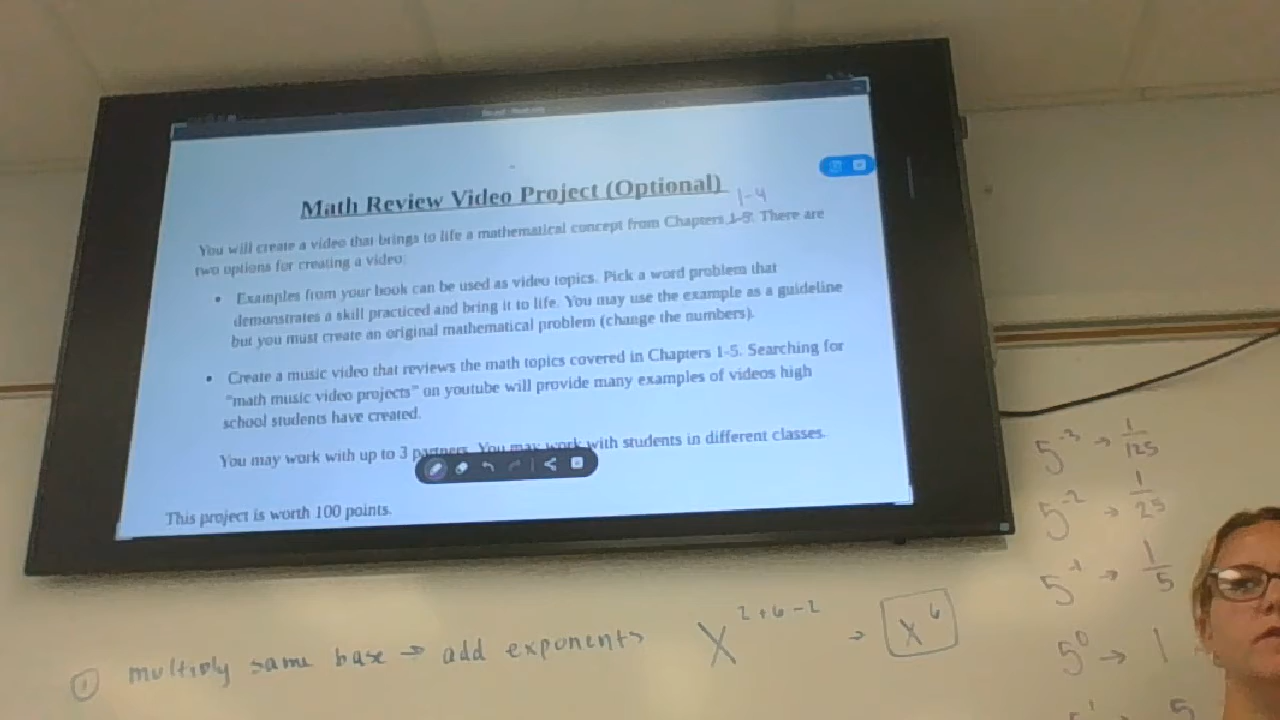 Math Review Video Project (Optional)
1-4
You will create a video that brings to life a mathematical concept from Chapters 1-5. There are
two options for creating a video:
• Examples from your book can be used as video topics. Pick a word problem that
demonstrates a skill practiced and bring it to life. You may use the example as a guideline
but you must create an original mathematical problem (change the numbers).
• Create a music video that reviews the math topics covered in Chapters 1-5. Searching for
"math music video projects" on youtube will provide many examples of videos high
school students have created.
You may work with up to 3 partners. You may work with students in different classes.
This project is worth 100 points.
① multiply same base → add exponents x^{2+6-2} → x^6
5^{-3} → 1/125
5^{-2} → 1/25
5^{-1} → 1/5
5^0 → 1
5^1 → 5